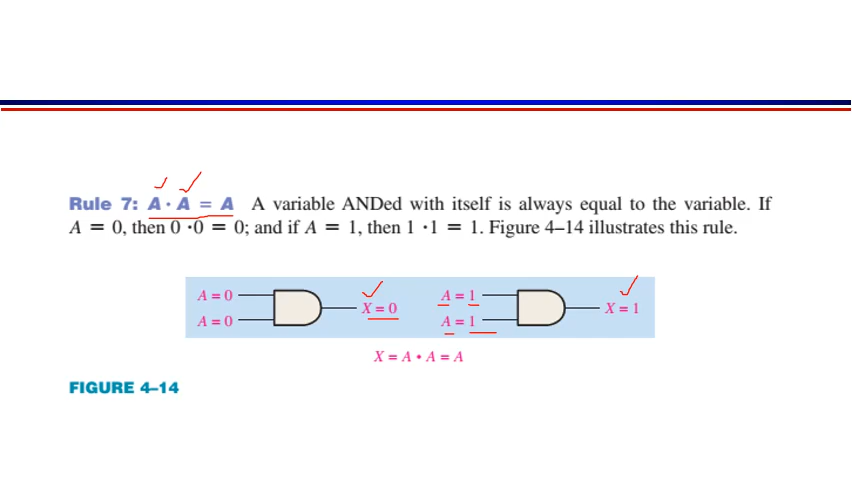 Rule 7: A · A = A A variable ANDed with itself is always equal to the variable. If
A = 0, then 0 · 0 = 0; and if A = 1, then 1 · 1 = 1. Figure 4–14 illustrates this rule.
A = 0
A = 0
X = 0
A = 1
A = 1
X = 1
X = A • A = A
FIGURE 4–14